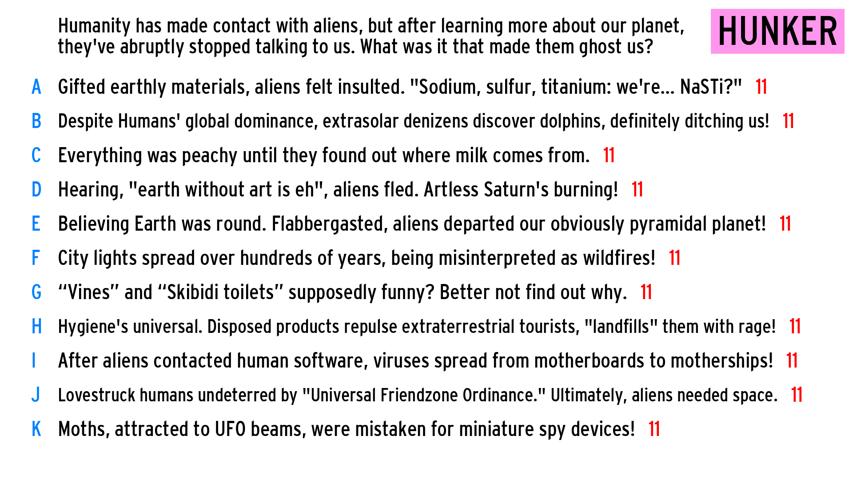 Humanity has made contact with aliens, but after learning more about our planet,
they've abruptly stopped talking to us. What was it that made them ghost us?
HUNKER
A Gifted earthly materials, aliens felt insulted. "Sodium, sulfur, titanium: we're... NaSTi?" 11
B Despite Humans' global dominance, extrasolar denizens discover dolphins, definitely ditching us! 11
C Everything was peachy until they found out where milk comes from. 11
D Hearing, "earth without art is eh", aliens fled. Artless Saturn's burning! 11
E Believing Earth was round. Flabbergasted, aliens departed our obviously pyramidal planet! 11
F City lights spread over hundreds of years, being misinterpreted as wildfires! 11
G “Vines” and “Skibidi toilets” supposedly funny? Better not find out why. 11
H Hygiene's universal. Disposed products repulse extraterrestrial tourists, "landfills" them with rage! 11
I After aliens contacted human software, viruses spread from motherboards to motherships! 11
J Lovestruck humans undeterred by "Universal Friendzone Ordinance." Ultimately, aliens needed space. 11
K Moths, attracted to UFO beams, were mistaken for miniature spy devices! 11